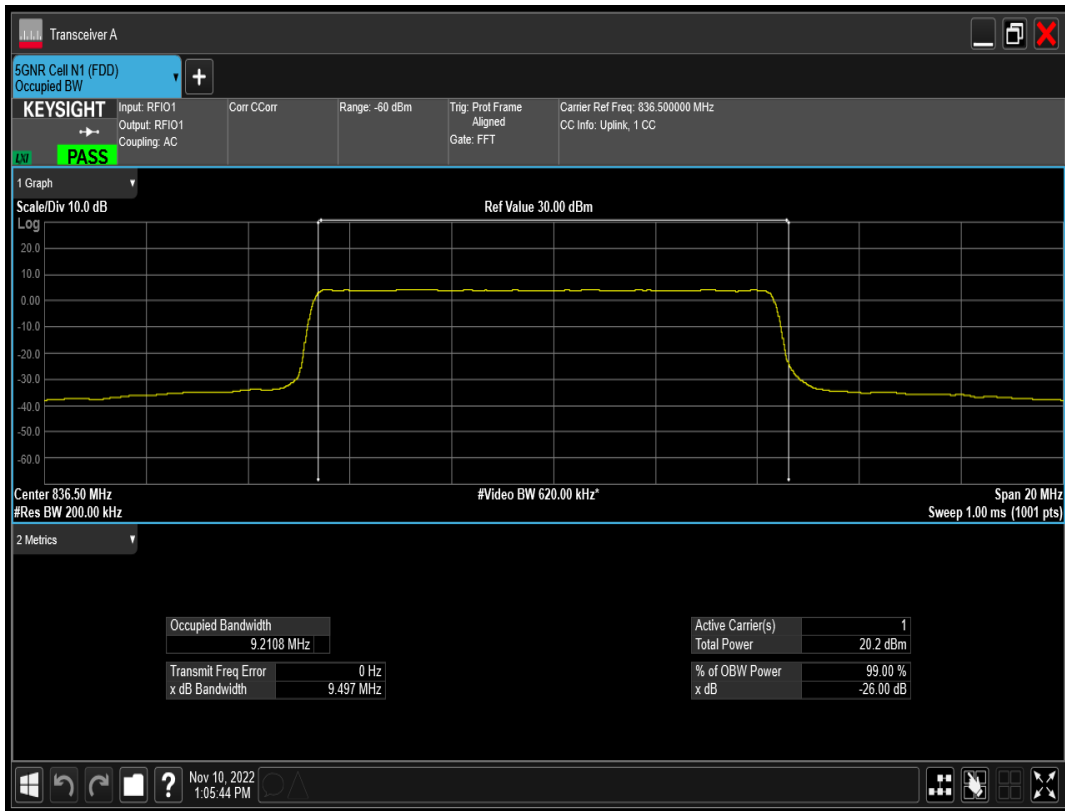 Transceiver A
5GNR Cell N1 (FDD)
Occupied BW
KEYSIGHT
LXI
PASS
Input: RFIO1
Output: RFIO1
Coupling: AC
Corr CCorr
Range: -60 dBm
Trig: Prot Frame
Aligned
Gate: FFT
Carrier Ref Freq: 836.500000 MHz
CC Info: Uplink, 1 CC
1 Graph
Scale/Div 10.0 dB
Ref Value 30.00 dBm
Log
20.0
10.0
0.00
-10.0
-20.0
-30.0
-40.0
-50.0
-60.0
Center 836.50 MHz
#Video BW 620.00 kHz*
Span 20 MHz
#Res BW 200.00 kHz
Sweep 1.00 ms (1001 pts)
2 Metrics
Occupied Bandwidth
9.2108 MHz
Transmit Freq Error 0 Hz
x dB Bandwidth 9.497 MHz
Active Carrier(s) 1
Total Power 20.2 dBm
% of OBW Power 99.00 %
x dB -26.00 dB
?
Nov 10, 2022
1:05:44 PM